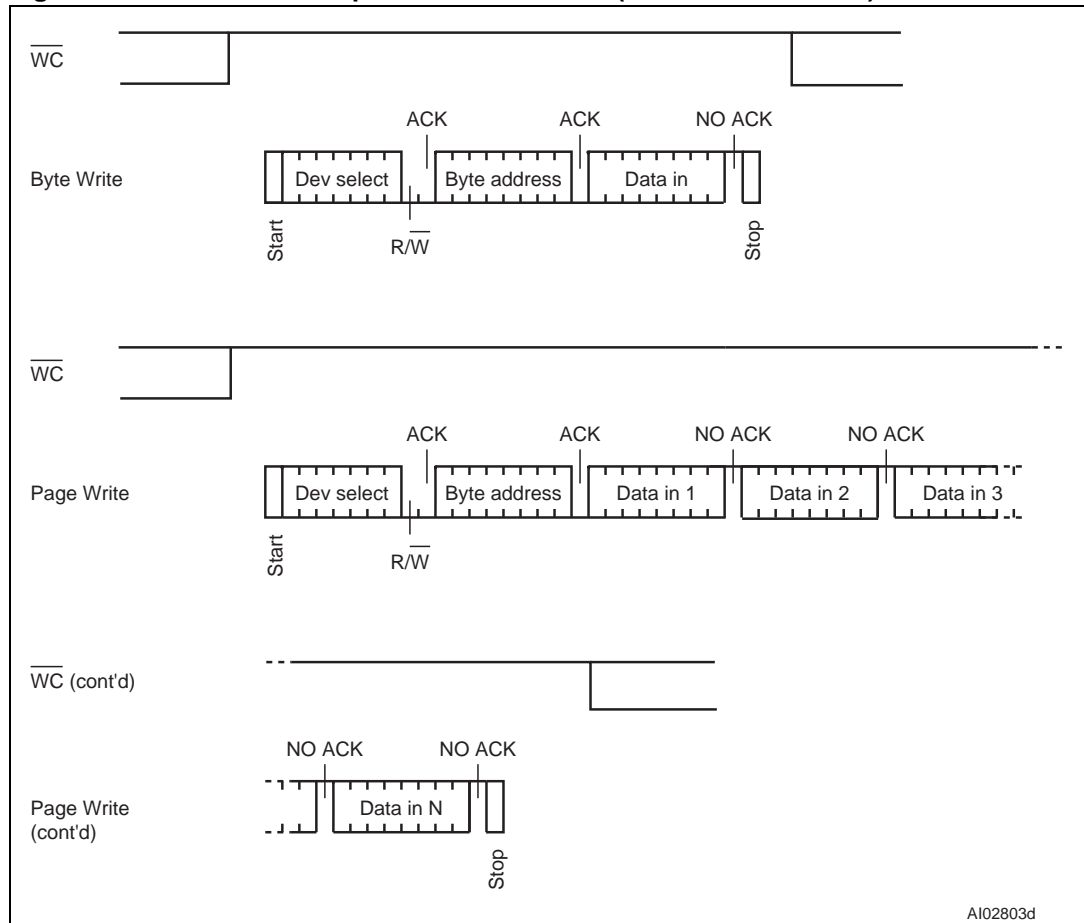 WC
ACK ACK NO ACK
Byte Write Dev select Byte address Data in
Start R/W Stop
WC
ACK ACK NO ACK NO ACK
Page Write Dev select Byte address Data in 1 Data in 2 Data in 3
Start R/W
WC (cont'd)
NO ACK NO ACK
Page Write Data in N
(cont'd)
Stop
AI02803d